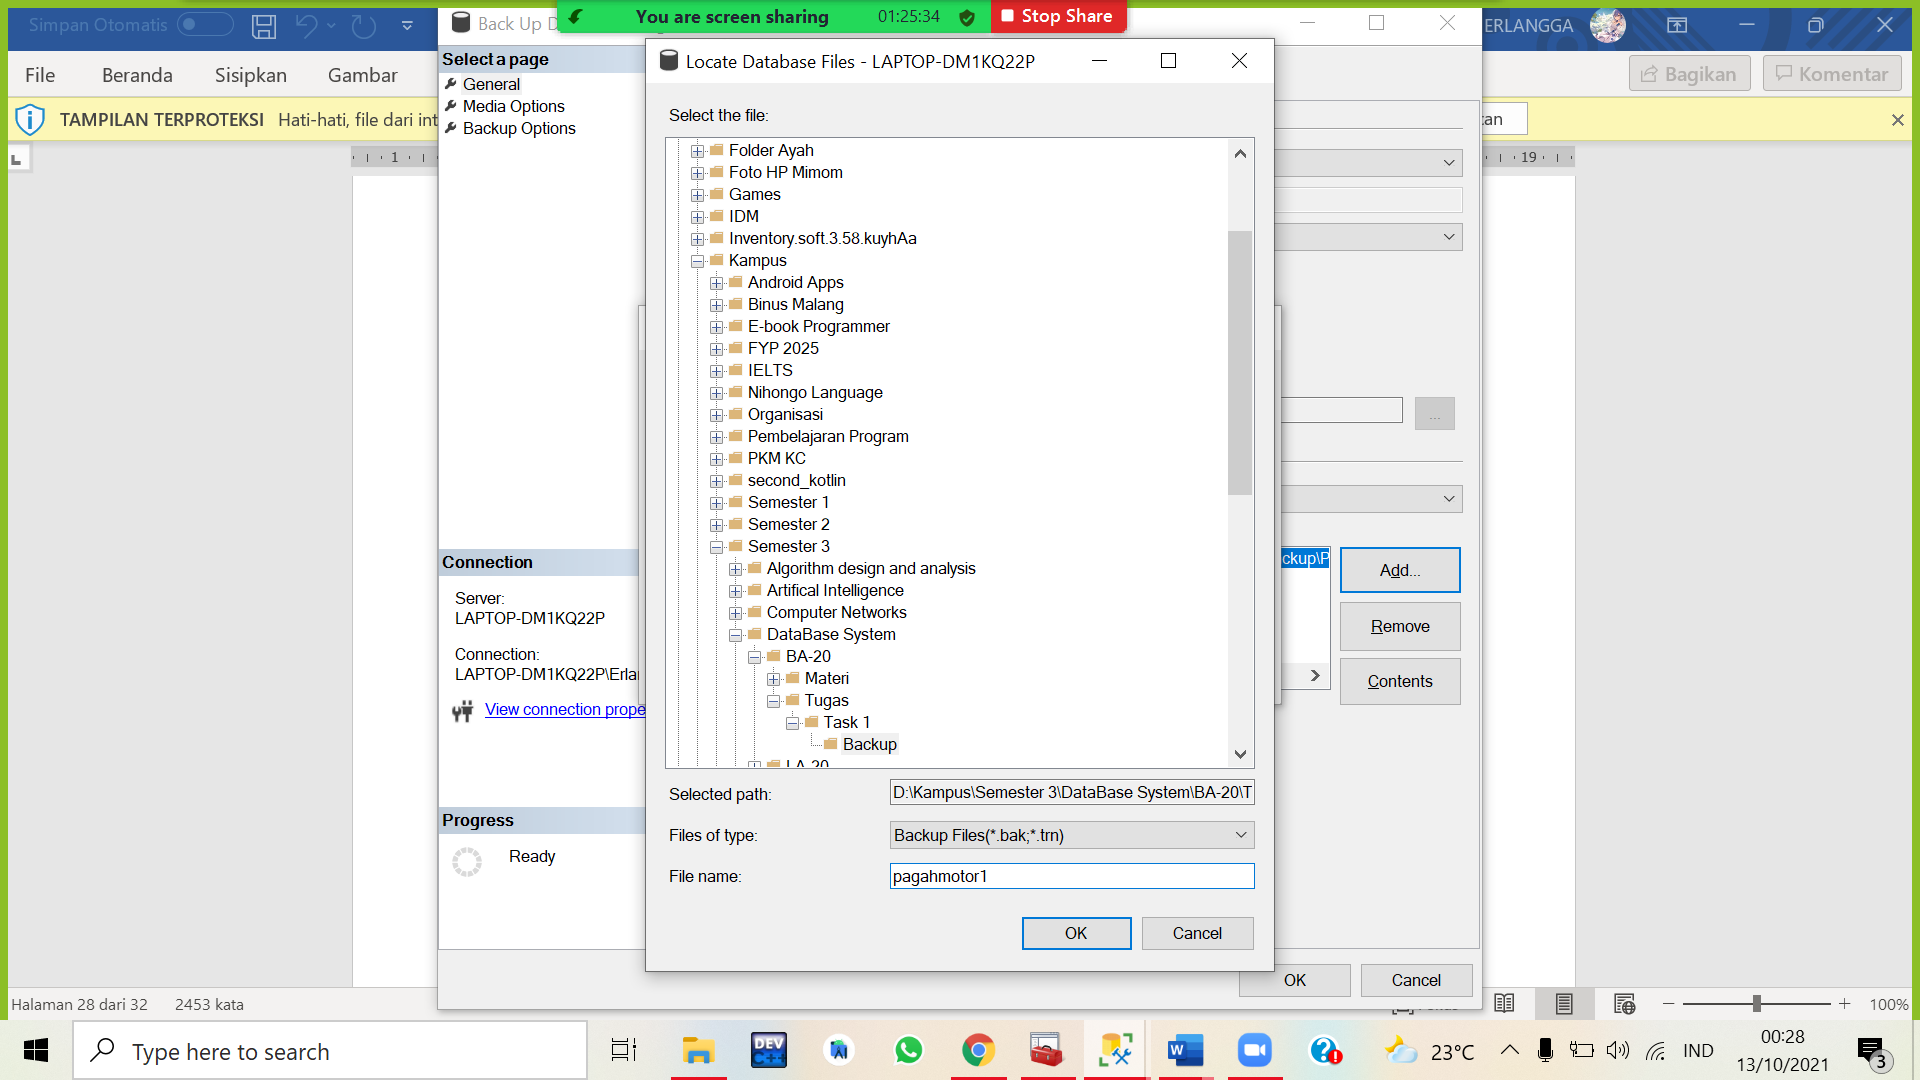 You are screen sharing
01:25:34
Stop Share
Simpan Otomatis
Back Up D
ERLANGGA
File
Beranda
Sisipkan
Gambar
Bagikan
Komentar
TAMPILAN TERPROTEKSI
Hati-hati, file dari int
1
19
Select a page
General
Media Options
Backup Options
Connection
Server:
LAPTOP-DM1KQ22P
Connection:
LAPTOP-DM1KQ22P\Erla
View connection prope
Progress
Ready
Locate Database Files - LAPTOP-DM1KQ22P
Select the file:
Folder Ayah
Foto HP Mimom
Games
IDM
Inventory.soft.3.58.kuyhAa
Kampus
Android Apps
Binus Malang
E-book Programmer
FYP 2025
IELTS
Nihongo Language
Organisasi
Pembelajaran Program
PKM KC
second_kotlin
Semester 1
Semester 2
Semester 3
Algorithm design and analysis
Artifical Intelligence
Computer Networks
DataBase System
BA-20
Materi
Tugas
Task 1
Backup
LA-20
Selected path:
D:\Kampus\Semester 3\DataBase System\BA-20\T
Files of type:
Backup Files(*.bak;*.trn)
File name:
pagahmotor1
OK
Cancel
...
ckup\P
Add...
Remove
Contents
OK
Cancel
Halaman 28 dari 32
2453 kata
100%
Type here to search
DEV C++
23°C
IND
00:28
13/10/2021
3